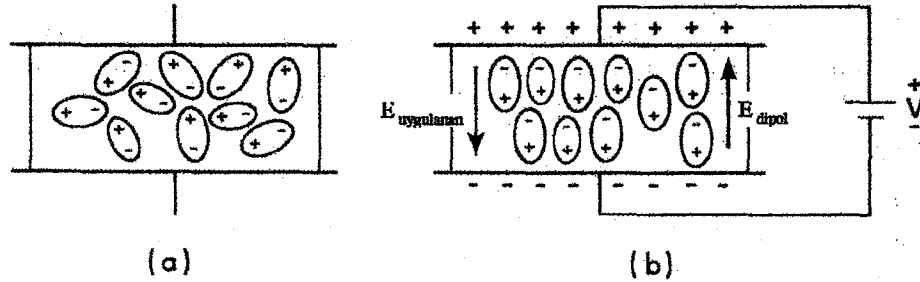 + + + + + + + +
E uygulanan
E dipol
+
V
-
- - - - - - - -
(a)
(b)